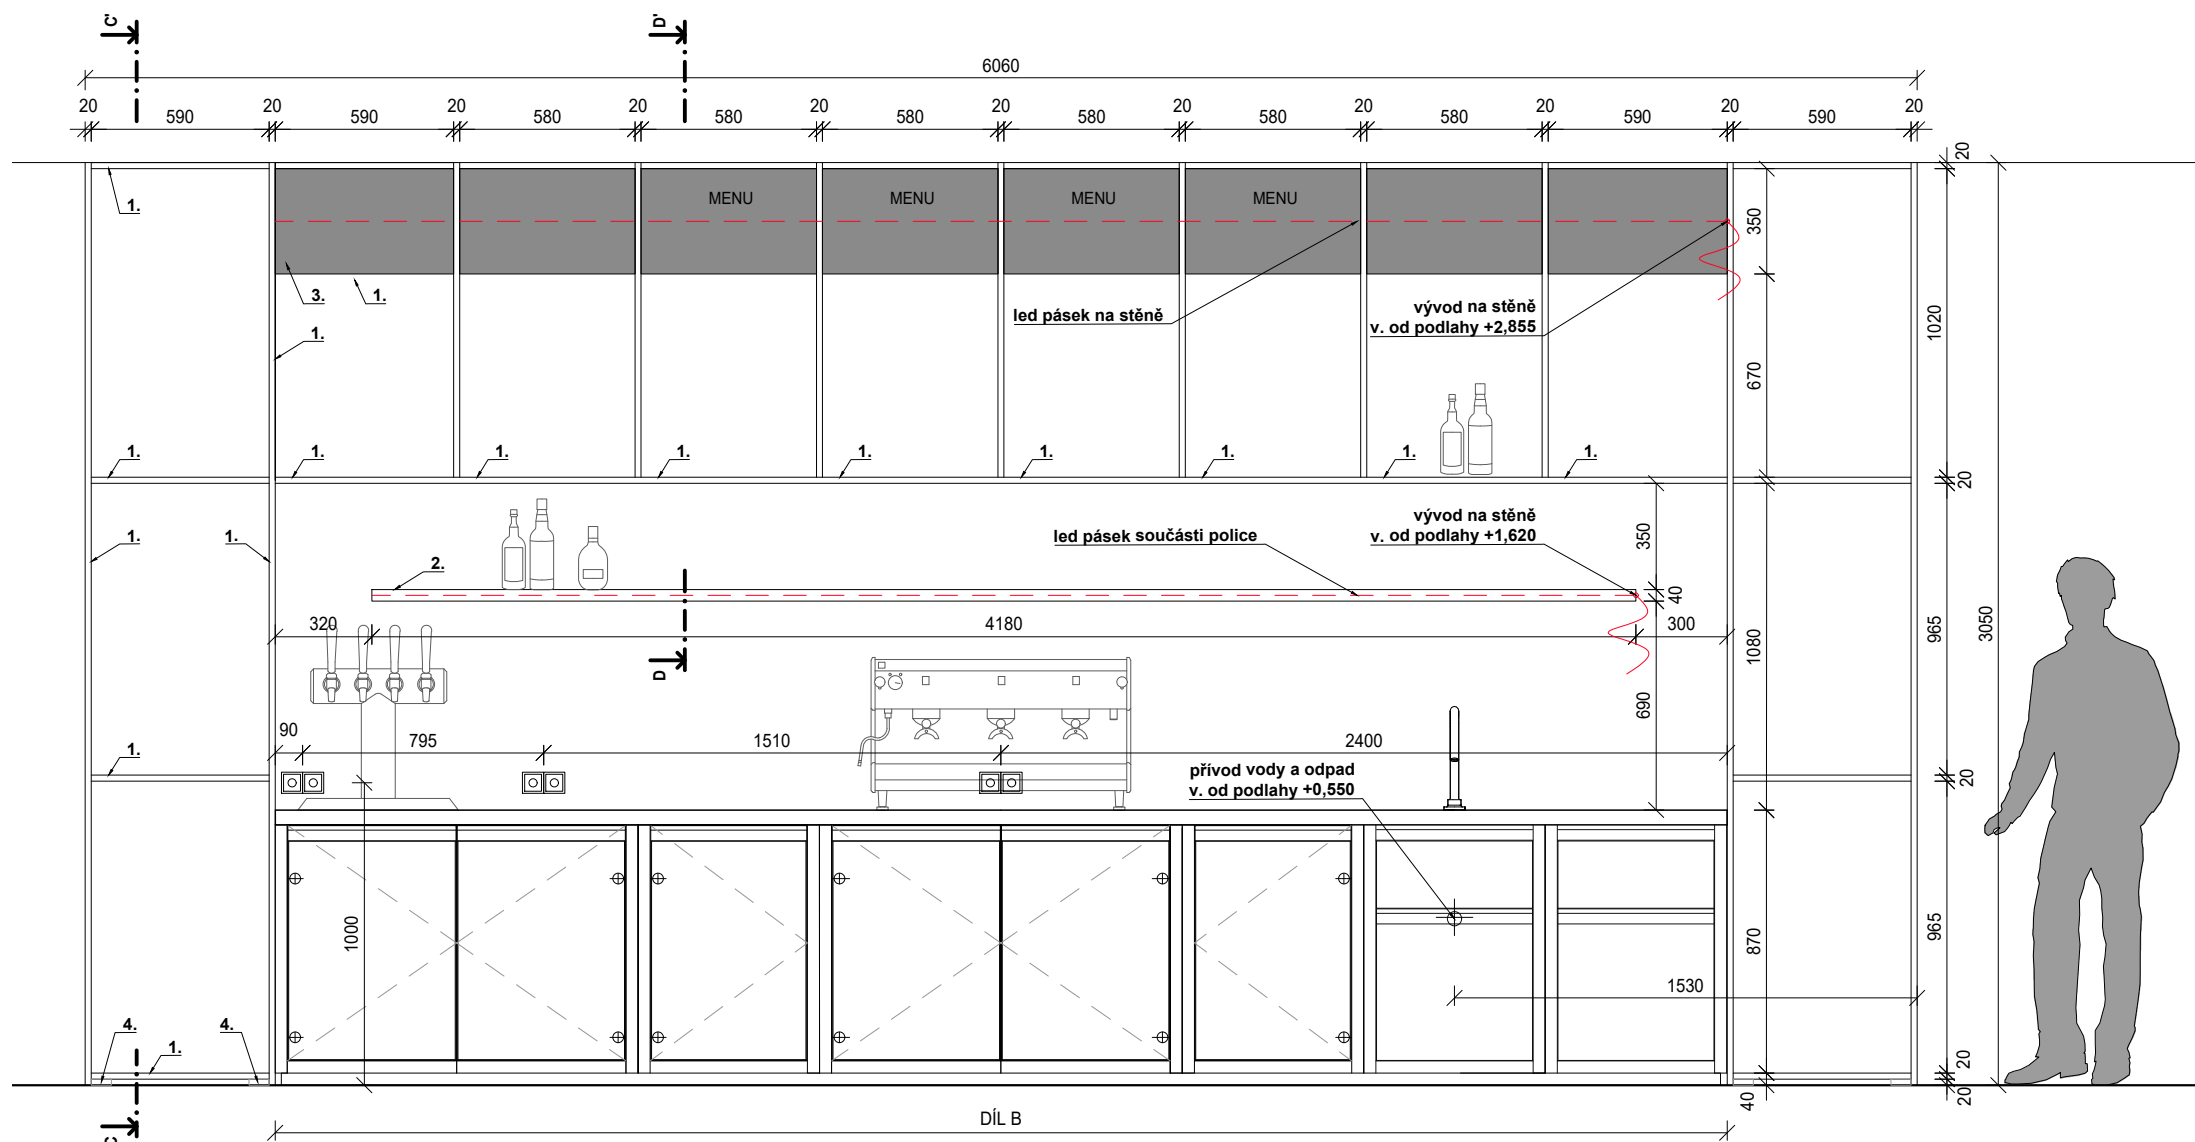 C'
D'
6060
20 590 20 590 20 580 20 580 20 580 20 580 20 580 20 580 20 590 20 590 20
20
1.
MENU
MENU
MENU
MENU
350
3.
1.
led pásek na stěně
vývod na stěně
v. od podlahy +2,855
1.
1020
670
1.
1.
1.
1.
1.
1.
1.
1.
1.
20
1.
1.
led pásek součásti police
vývod na stěně
v. od podlahy +1,620
350
2.
40
320
4180
300
D
1080
965
3050
690
90
795
1510
2400
1.
přívod vody a odpad
v. od podlahy +0,550
20
1000
870
965
1530
4.
1.
4.
20
20
40
DÍL B